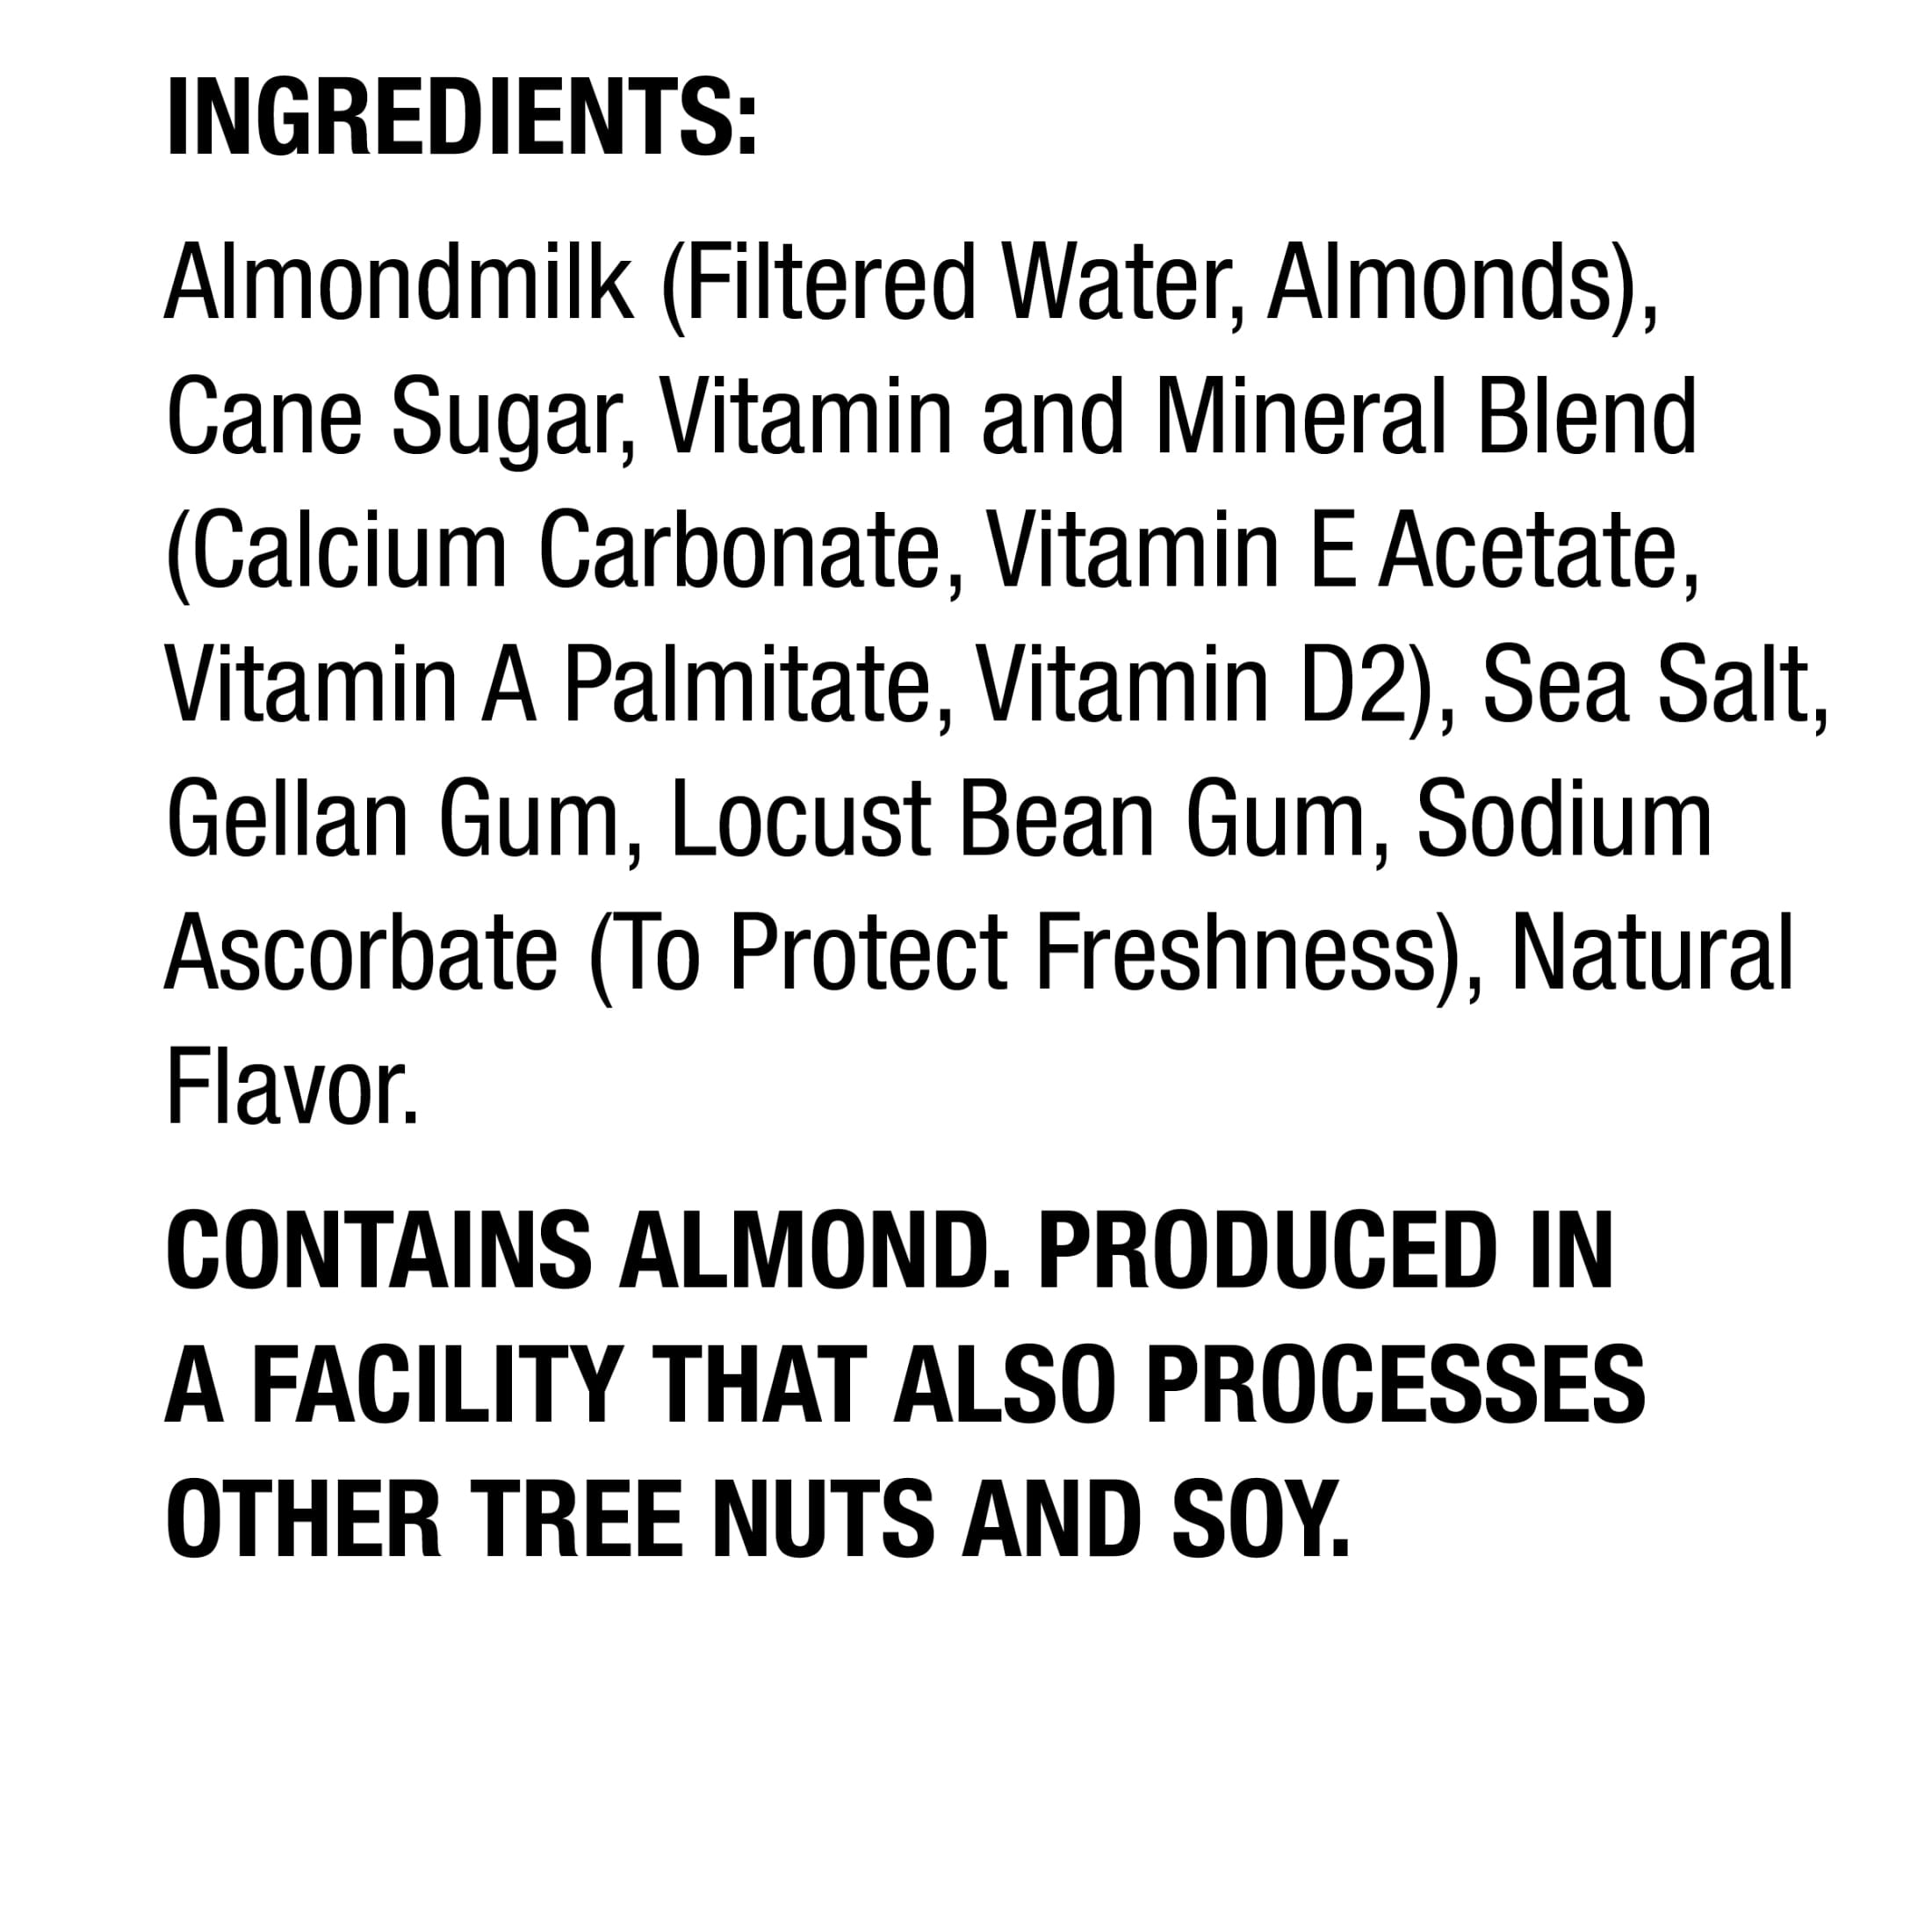 INGREDIENTS:
Almondmilk (Filtered Water, Almonds),
Cane Sugar, Vitamin and Mineral Blend
(Calcium Carbonate, Vitamin E Acetate,
Vitamin A Palmitate, Vitamin D2), Sea Salt,
Gellan Gum, Locust Bean Gum, Sodium
Ascorbate (To Protect Freshness), Natural
Flavor.
CONTAINS ALMOND. PRODUCED IN
A FACILITY THAT ALSO PROCESSES
OTHER TREE NUTS AND SOY.